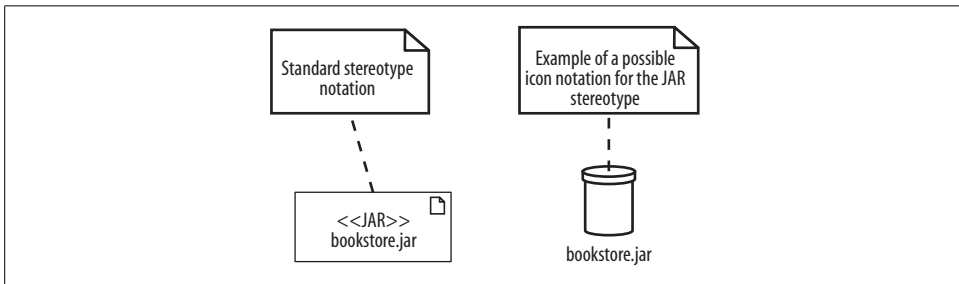 Standard stereotype
notation
Example of a possible
icon notation for the JAR
stereotype
<<JAR>>
bookstore.jar
bookstore.jar